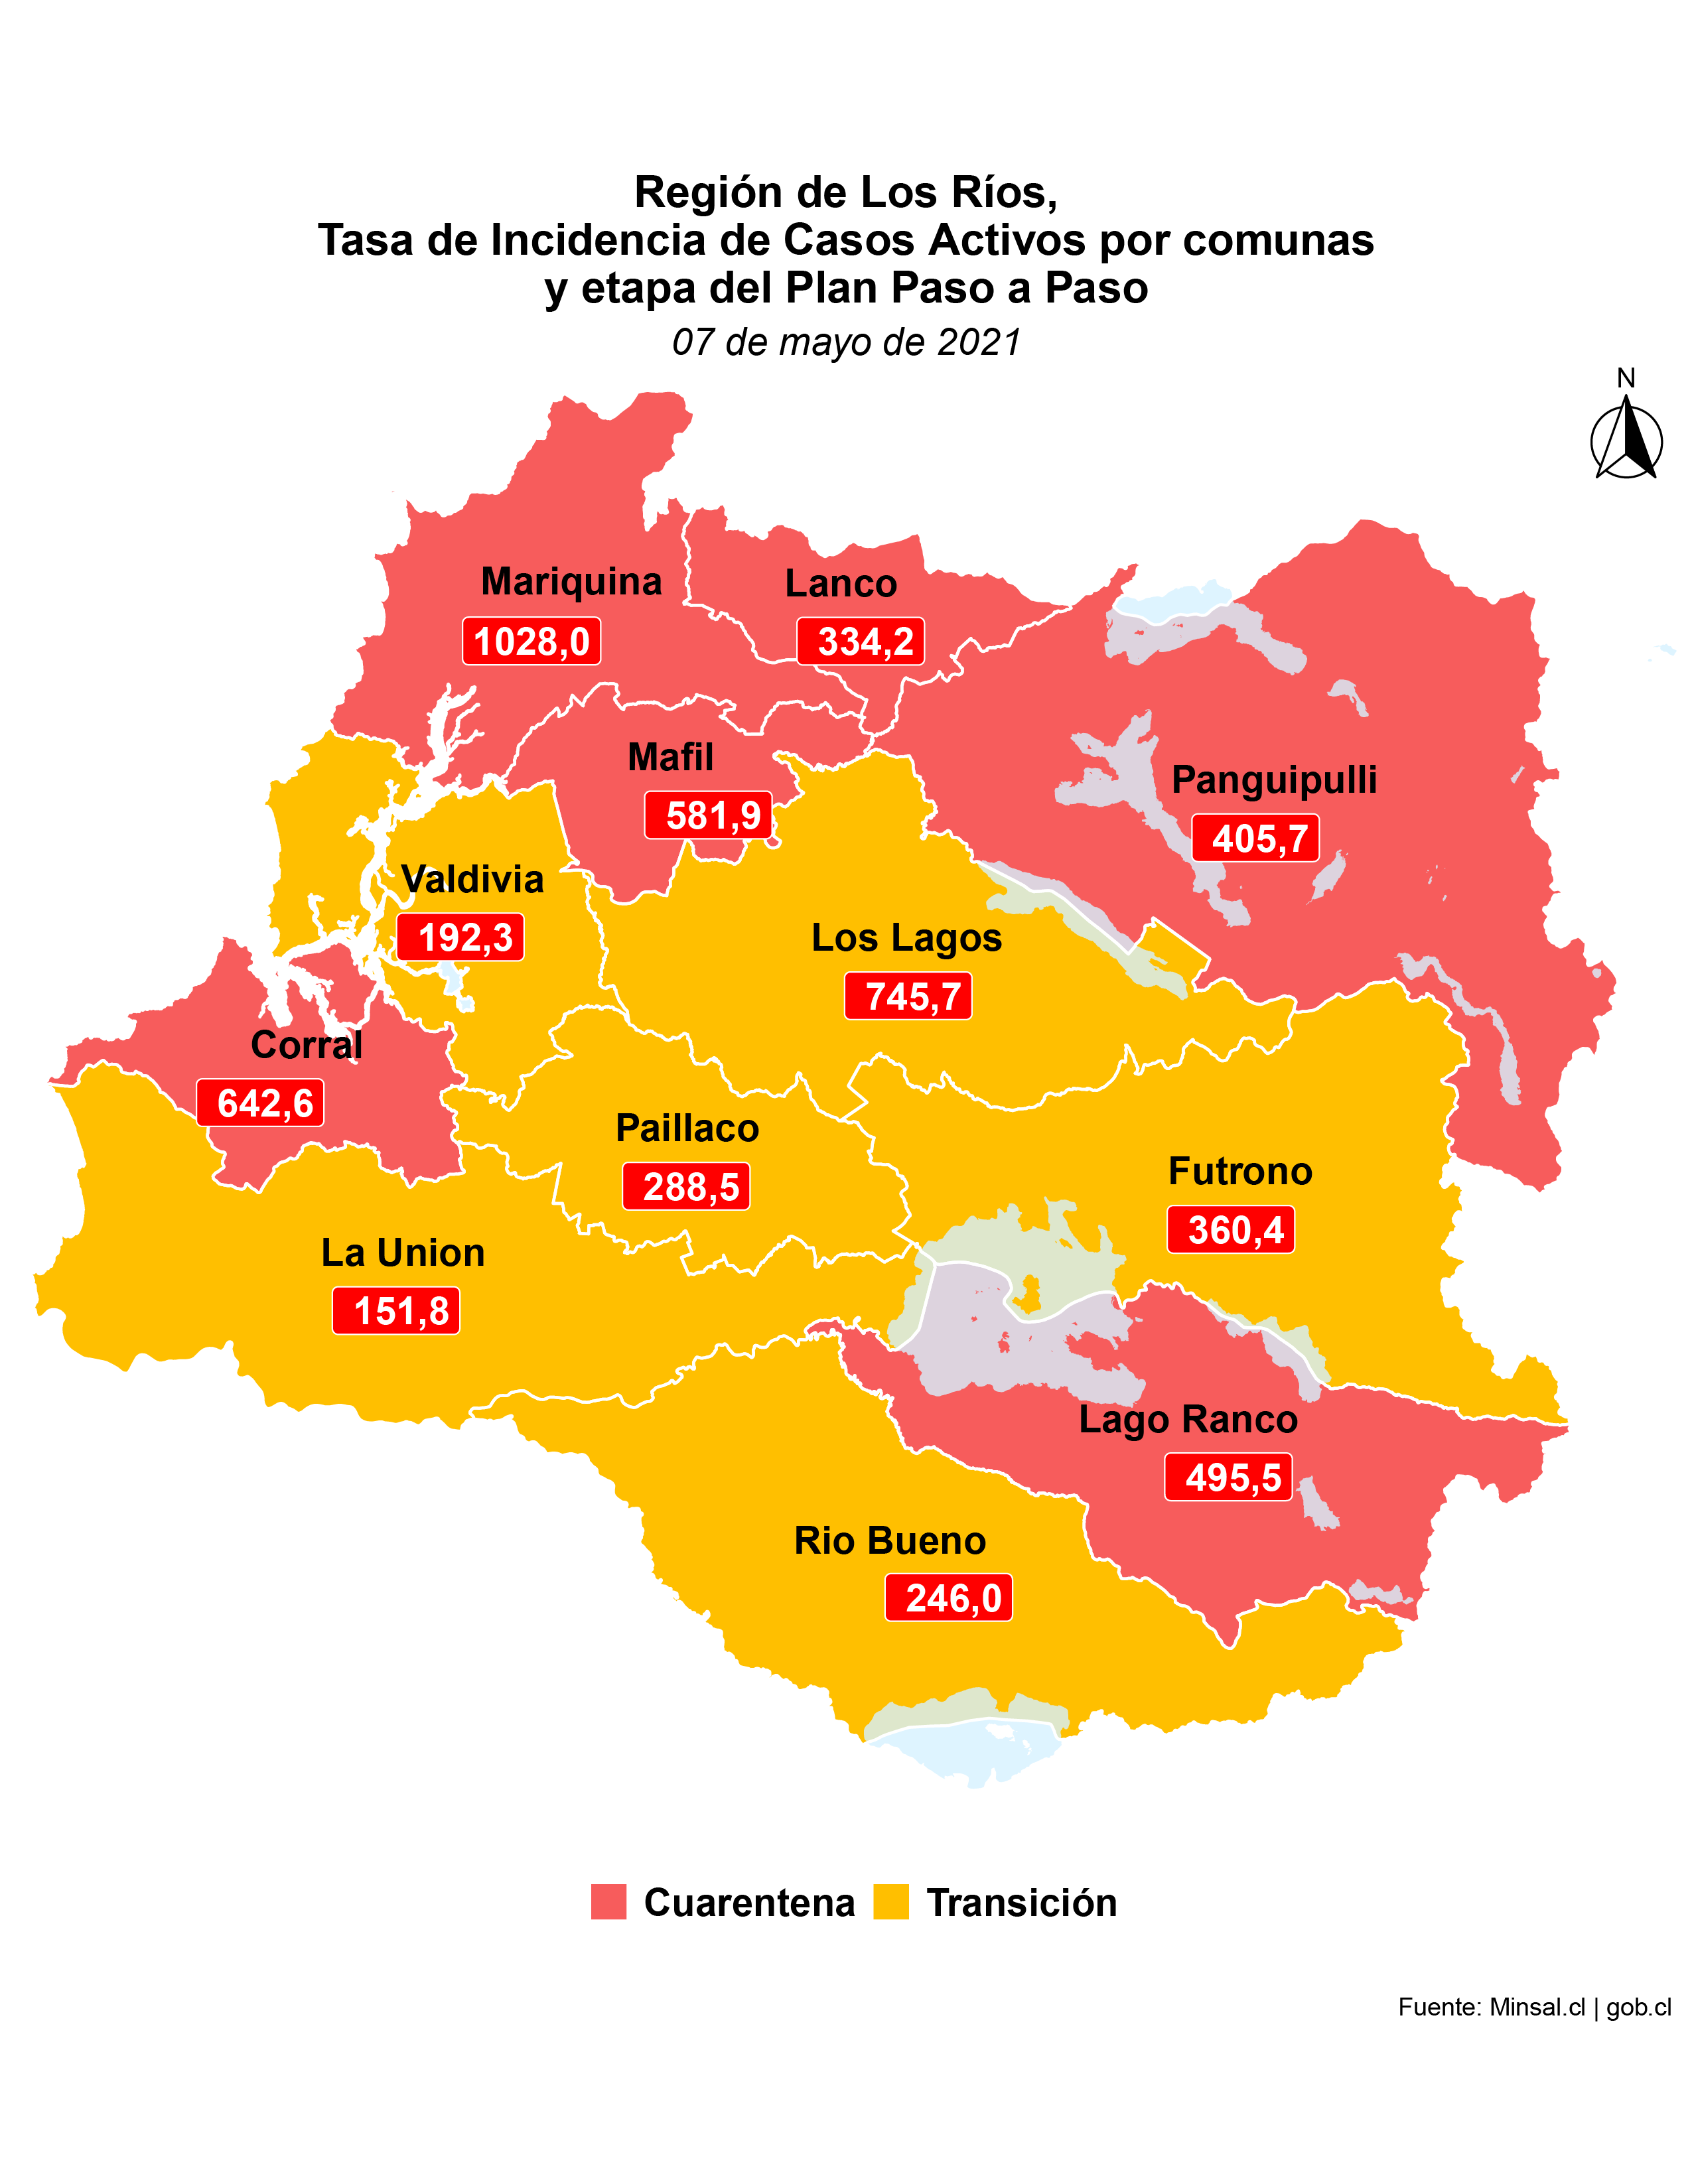 Región de Los Ríos,
Tasa de Incidencia de Casos Activos por comunas
y etapa del Plan Paso a Paso
07 de mayo de 2021
N
Mariquina
1028,0
Lanco
334,2
Mafil
581,9
Panguipulli
405,7
Valdivia
192,3
Los Lagos
745,7
Corral
642,6
Paillaco
288,5
Futrono
360,4
La Union
151,8
Lago Ranco
495,5
Rio Bueno
246,0
Cuarentena
Transición
Fuente: Minsal.cl | gob.cl